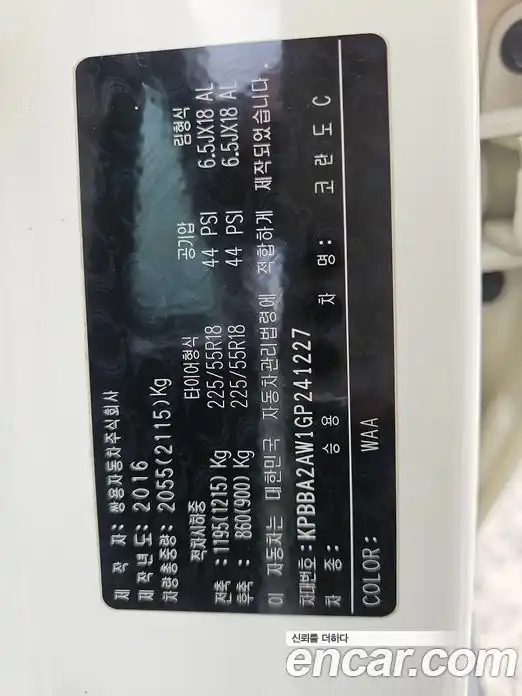 제 작 자: 쌍용자동차주식회사
제작년도: 2016
차량총중량: 2055(2115)Kg
적차시하중 타이어형식 공기압 림형식
전축 : 1195(1215) Kg 225/55R18 44 PSI 6.5JX18 AL
후축 : 860(900) Kg 225/55R18 44 PSI 6.5JX18 AL
이 자동차는 대한민국 자동차관리법령에 적합하게 제작되었습니다.
차대번호: KPBBA2AW1GP241227
차 종: 승 용 차 명: 코 란 도 C
COLOR: WAA
신뢰를 더하다
encar.com